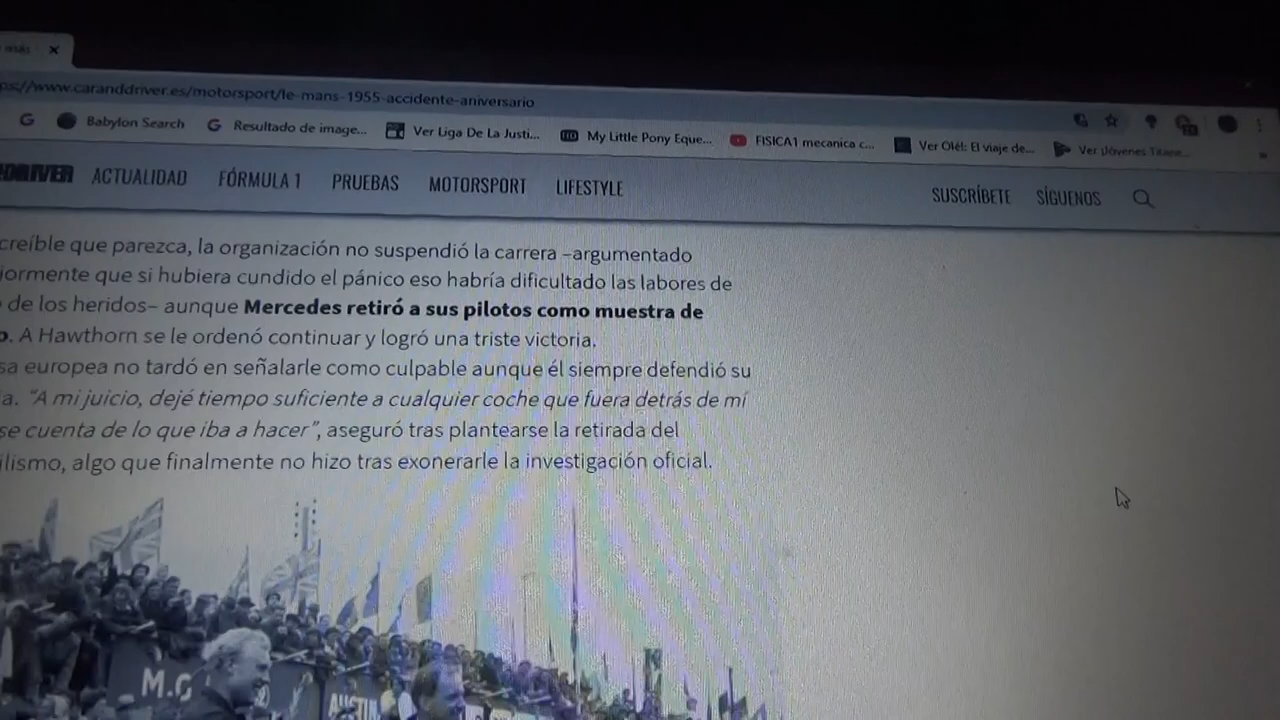 más
ps://www.caranddriver.es/motorsport/le-mans-1955-accidente-aniversario
Babylon Search
Resultado de image...
Ver Liga De La Justi...
My Little Pony Eque...
FISICA1 mecanica c...
Ver Olé!: El viaje de...
Ver ¡Jóvenes Titane...
DRIVER ACTUALIDAD FÓRMULA 1 PRUEBAS MOTORSPORT LIFESTYLE SUSCRÍBETE SÍGUENOS
creíble que parezca, la organización no suspendió la carrera –argumentado
iormente que si hubiera cundido el pánico eso habría dificultado las labores de
de los heridos– aunque Mercedes retiró a sus pilotos como muestra de
o. A Hawthorn se le ordenó continuar y logró una triste victoria.
sa europea no tardó en señalarle como culpable aunque él siempre defendió su
a. “A mi juicio, dejé tiempo suficiente a cualquier coche que fuera detrás de mí
se cuenta de lo que iba a hacer”, aseguró tras plantearse la retirada del
ilismo, algo que finalmente no hizo tras exonerarle la investigación oficial.
M.G
AUSTIN